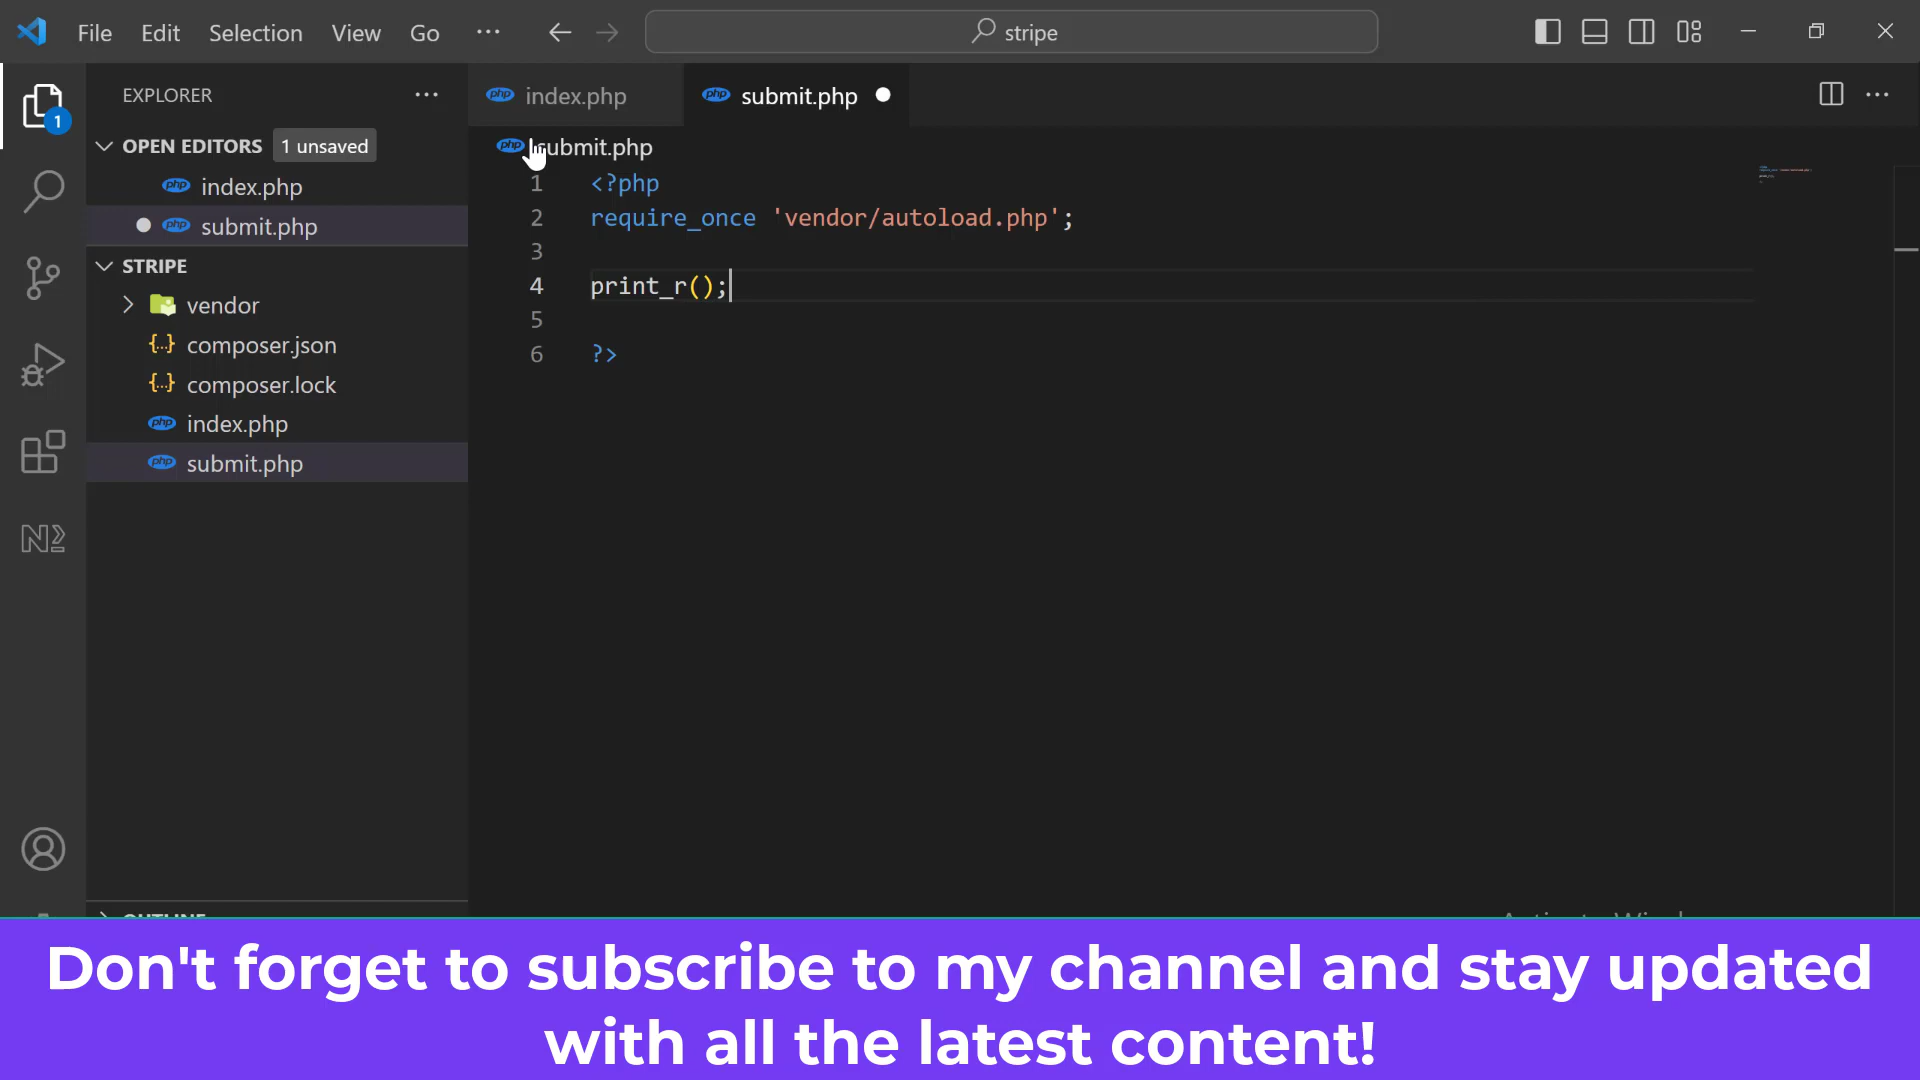 File Edit Selection View Go ··· stripe
EXPLORER ···
index.php
submit.php
OPEN EDITORS 1 unsaved
index.php
submit.php
STRIPE
vendor
composer.json
composer.lock
index.php
submit.php
submit.php
1 <?php
2 require_once 'vendor/autoload.php';
3
4 print_r();
5
6 ?>
OUTLINE
Don't forget to subscribe to my channel and stay updated
with all the latest content!